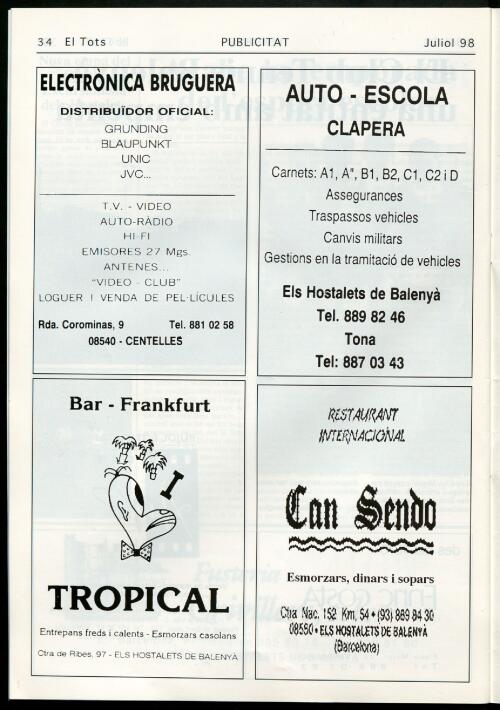 34 El Tots PUBLICITAT Juliol 98
ELECTRÒNICA BRUGUERA
DISTRIBUÏDOR OFICIAL:
GRUNDING
BLAUPUNKT
UNIC
JVC...
T.V. - VIDEO
AUTO-RÀDIO
HI-FI
EMISORES 27 Mgs.
ANTENES...
"VIDEO - CLUB"
LOGUER I VENDA DE PEL·LÍCULES
Rda. Corominas, 9 Tel. 881 02 58
08540 - CENTELLES
AUTO - ESCOLA
CLAPERA
Carnets: A1, A", B1, B2, C1, C2 i D
Assegurances
Traspassos vehicles
Canvis militars
Gestions en la tramitació de vehicles
Els Hostalets de Balenyà
Tel. 889 82 46
Tona
Tel: 887 03 43
Bar - Frankfurt
I
TROPICAL
Entrepans freds i calents - Esmorzars casolans
Ctra de Ribes, 97 - ELS HOSTALETS DE BALENYÀ
RESTAURANT
INTERNACIONAL
Can Sendo
Esmorzars, dinars i sopars
Ctra. Nac. 152 Km, 54 • (93) 889 84 30
08550 • ELS HOSTALETS DE BALENYÀ
(Barcelona)